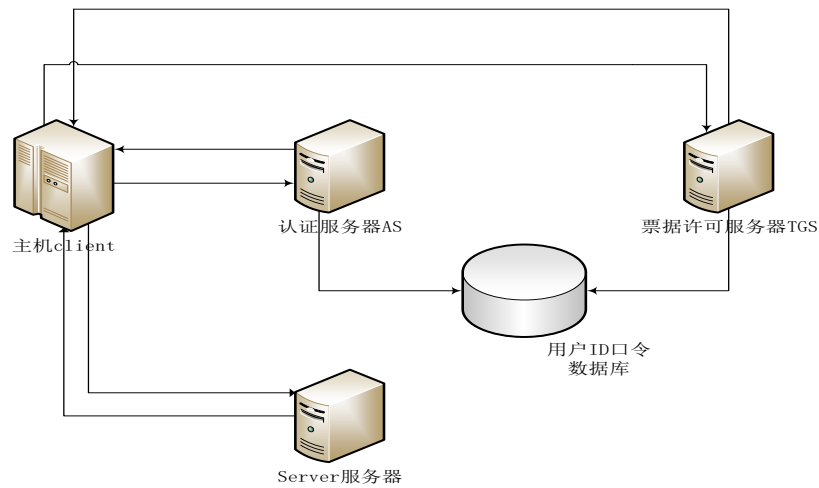 认证服务器AS
票据许可服务器TGS
主机client
用户ID口令
数据库
Server服务器